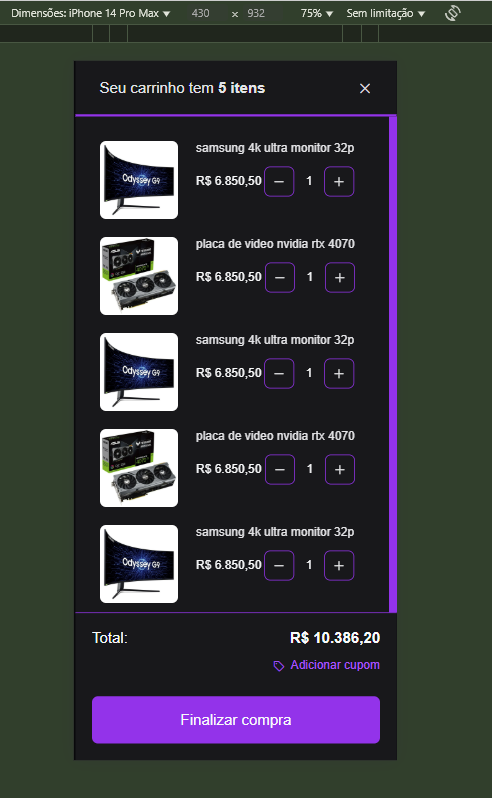 Dimensões: iPhone 14 Pro Max ▼ 430 × 932 75% ▼ Sem limitação ▼
Seu carrinho tem 5 itens ×
samsung 4k ultra monitor 32p
Odyssey G9
R$ 6.850,50 − 1 +
placa de video nvidia rtx 4070
R$ 6.850,50 − 1 +
samsung 4k ultra monitor 32p
Odyssey G9
R$ 6.850,50 − 1 +
placa de video nvidia rtx 4070
R$ 6.850,50 − 1 +
samsung 4k ultra monitor 32p
Odyssey G9
R$ 6.850,50 − 1 +
Total: R$ 10.386,20
Adicionar cupom
Finalizar compra